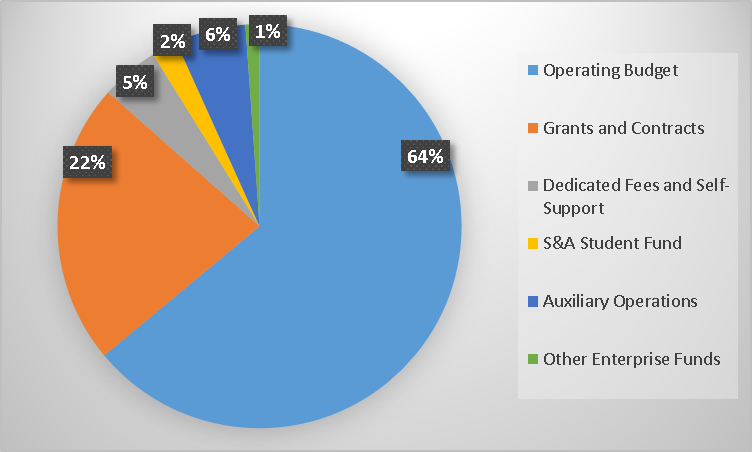 2%
6%
1%
5%
22%
64%
Operating Budget
Grants and Contracts
Dedicated Fees and Self-
Support
S&A Student Fund
Auxiliary Operations
Other Enterprise Funds